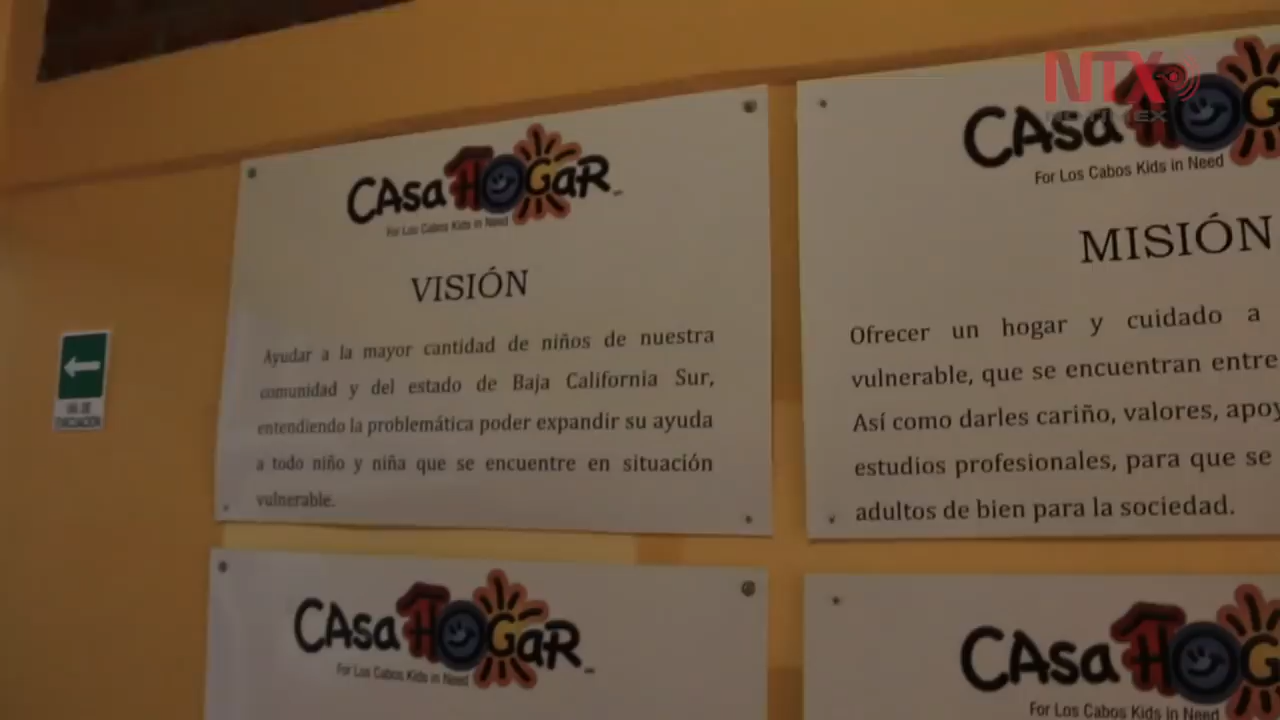 NTX
NOTIMEX
CAsa HOGaR
For Los Cabos Kids in Need
VISIÓN
Ayudar a la mayor cantidad de niños de nuestra
comunidad y del estado de Baja California Sur,
entendiendo la problemática poder expandir su ayuda
a todo niño y niña que se encuentre en situación
vulnerable.
CAsa HOG
For Los Cabos Kids in Need
MISIÓN
Ofrecer un hogar y cuidado a
vulnerable, que se encuentran entre
Así como darles cariño, valores, apoy
estudios profesionales, para que se
adultos de bien para la sociedad.
VIA DE
EVACUACIÓN
CAsa HOGaR
For Los Cabos Kids in Need
CAsa HOG
For Los Cabos Kids in Need